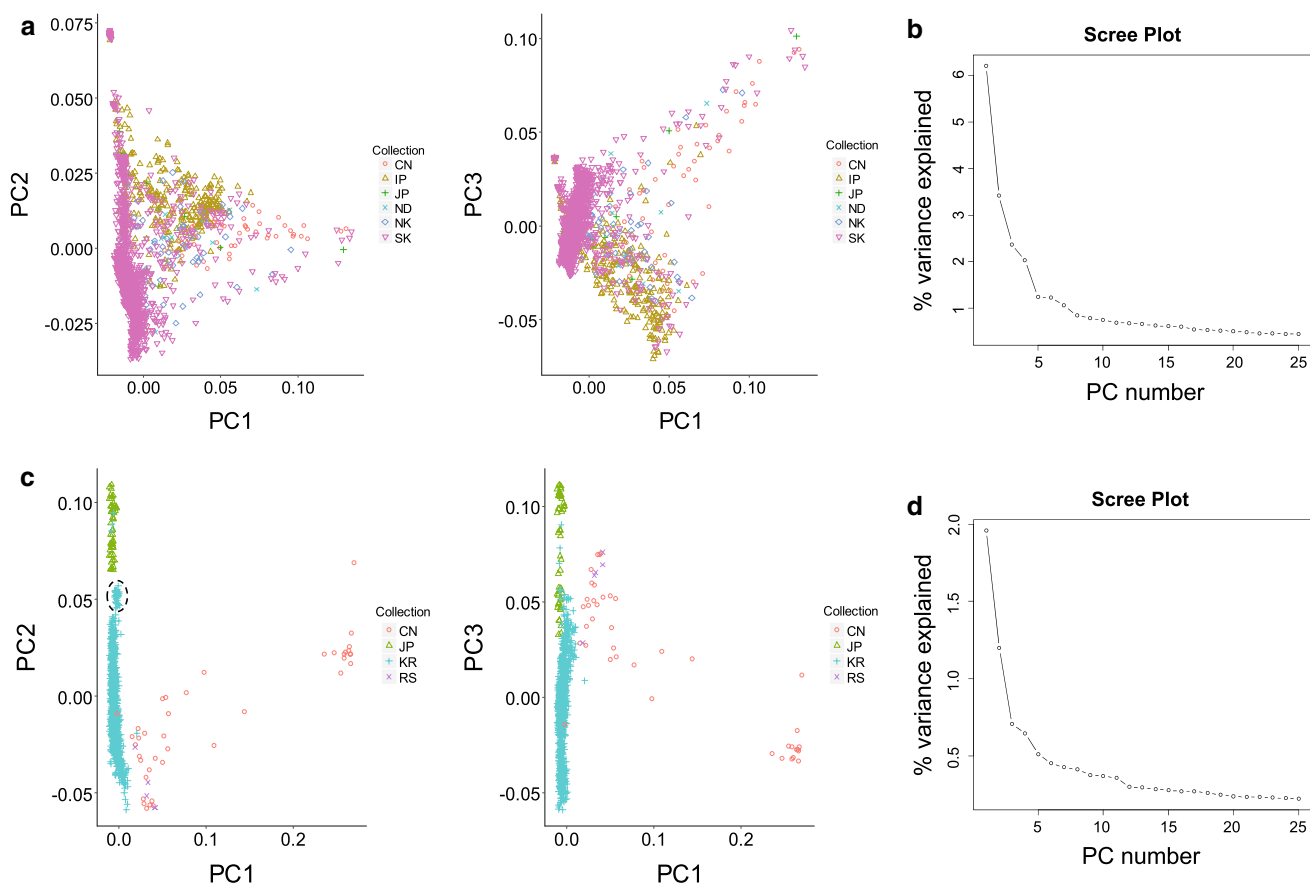 a
PC2
0.075
0.050
0.025
0.000
-0.025
0.00
0.05
0.10
PC1
Collection
CN
IP
JP
ND
NK
SK
PC3
0.10
0.05
0.00
-0.05
0.00
0.05
0.10
PC1
Collection
CN
IP
JP
ND
NK
SK
b
Scree Plot
% variance explained
6
5
4
3
2
1
5
10
15
20
25
PC number
c
PC2
0.10
0.05
0.00
-0.05
0.0
0.1
0.2
PC1
Collection
CN
JP
KR
RS
PC3
0.10
0.05
0.00
-0.05
0.0
0.1
0.2
PC1
Collection
CN
JP
KR
RS
d
Scree Plot
% variance explained
2.0
1.5
1.0
0.5
5
10
15
20
25
PC number